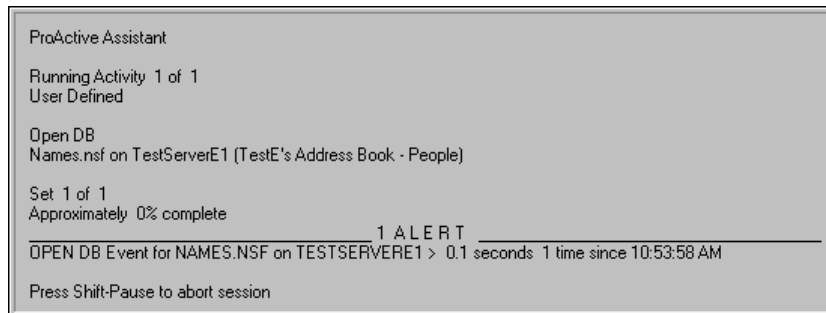 ProActive Assistant
Running Activity 1 of 1
User Defined
Open DB
Names.nsf on TestServerE1 (TestE's Address Book - People)
Set 1 of 1
Approximately 0% complete
1 A L E R T
OPEN DB Event for NAMES.NSF on TESTSERVERE1 > 0.1 seconds 1 time since 10:53:58 AM
Press Shift-Pause to abort session